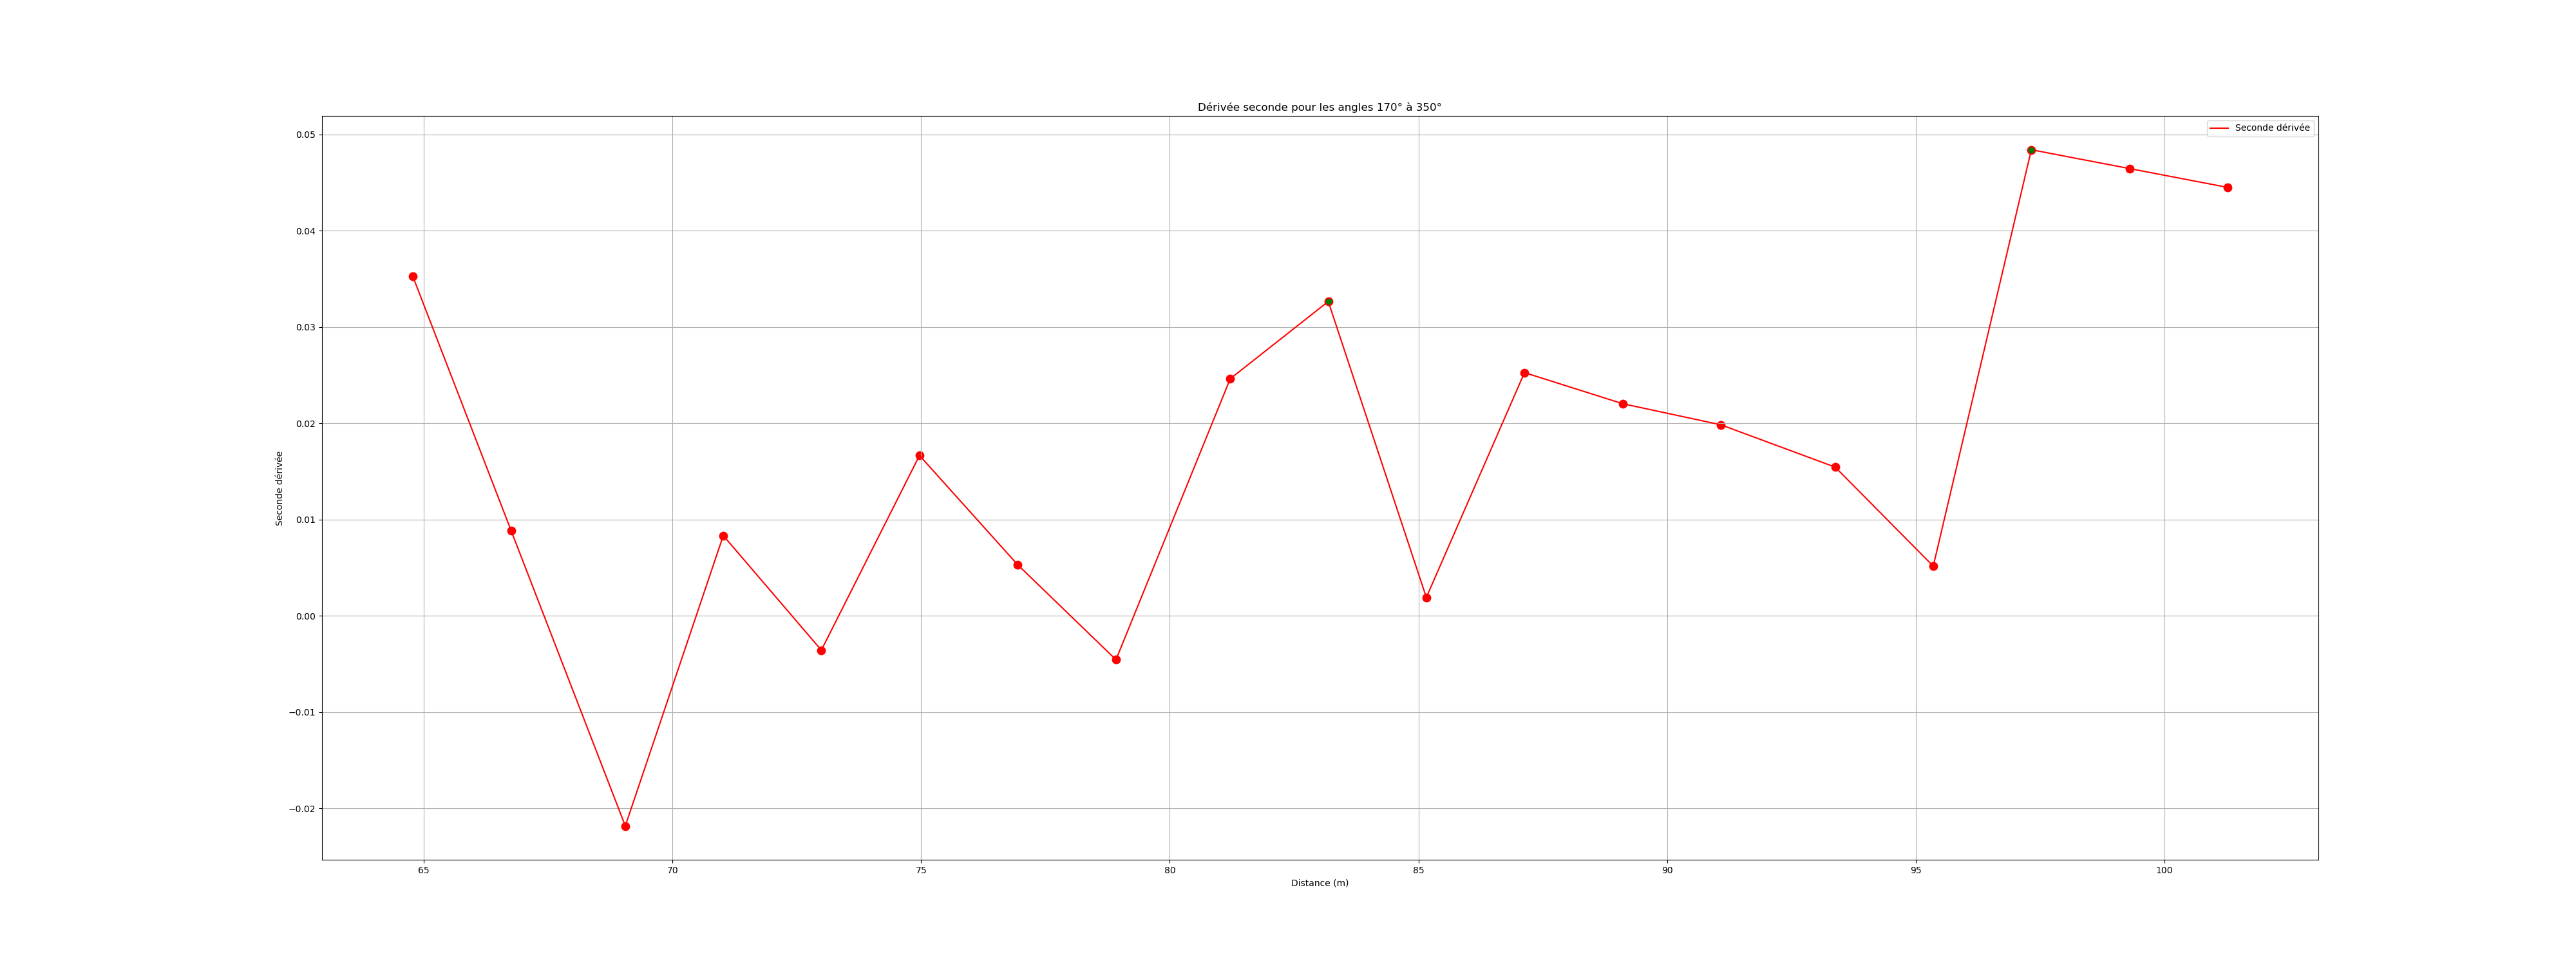 Dérivée seconde pour les angles 170° à 350°
Seconde dérivée
0.05
0.04
0.03
0.02
0.01
0.00
−0.01
−0.02
Seconde dérivée
65 70 75 80 85 90 95 100
Distance (m)